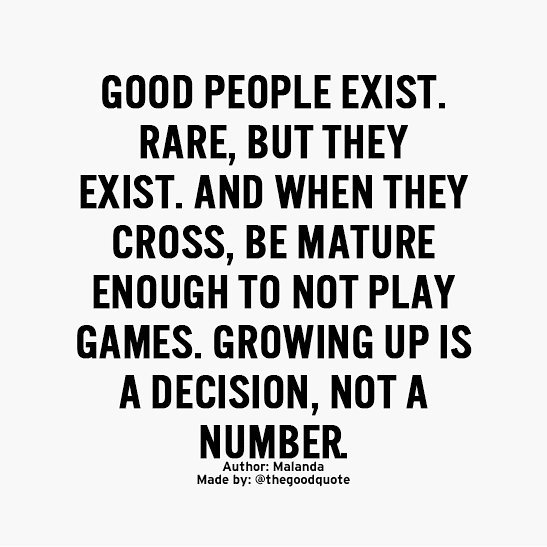 GOOD PEOPLE EXIST.
RARE, BUT THEY
EXIST. AND WHEN THEY
CROSS, BE MATURE
ENOUGH TO NOT PLAY
GAMES. GROWING UP IS
A DECISION, NOT A
NUMBER.
Author: Malanda
Made by: @thegoodquote